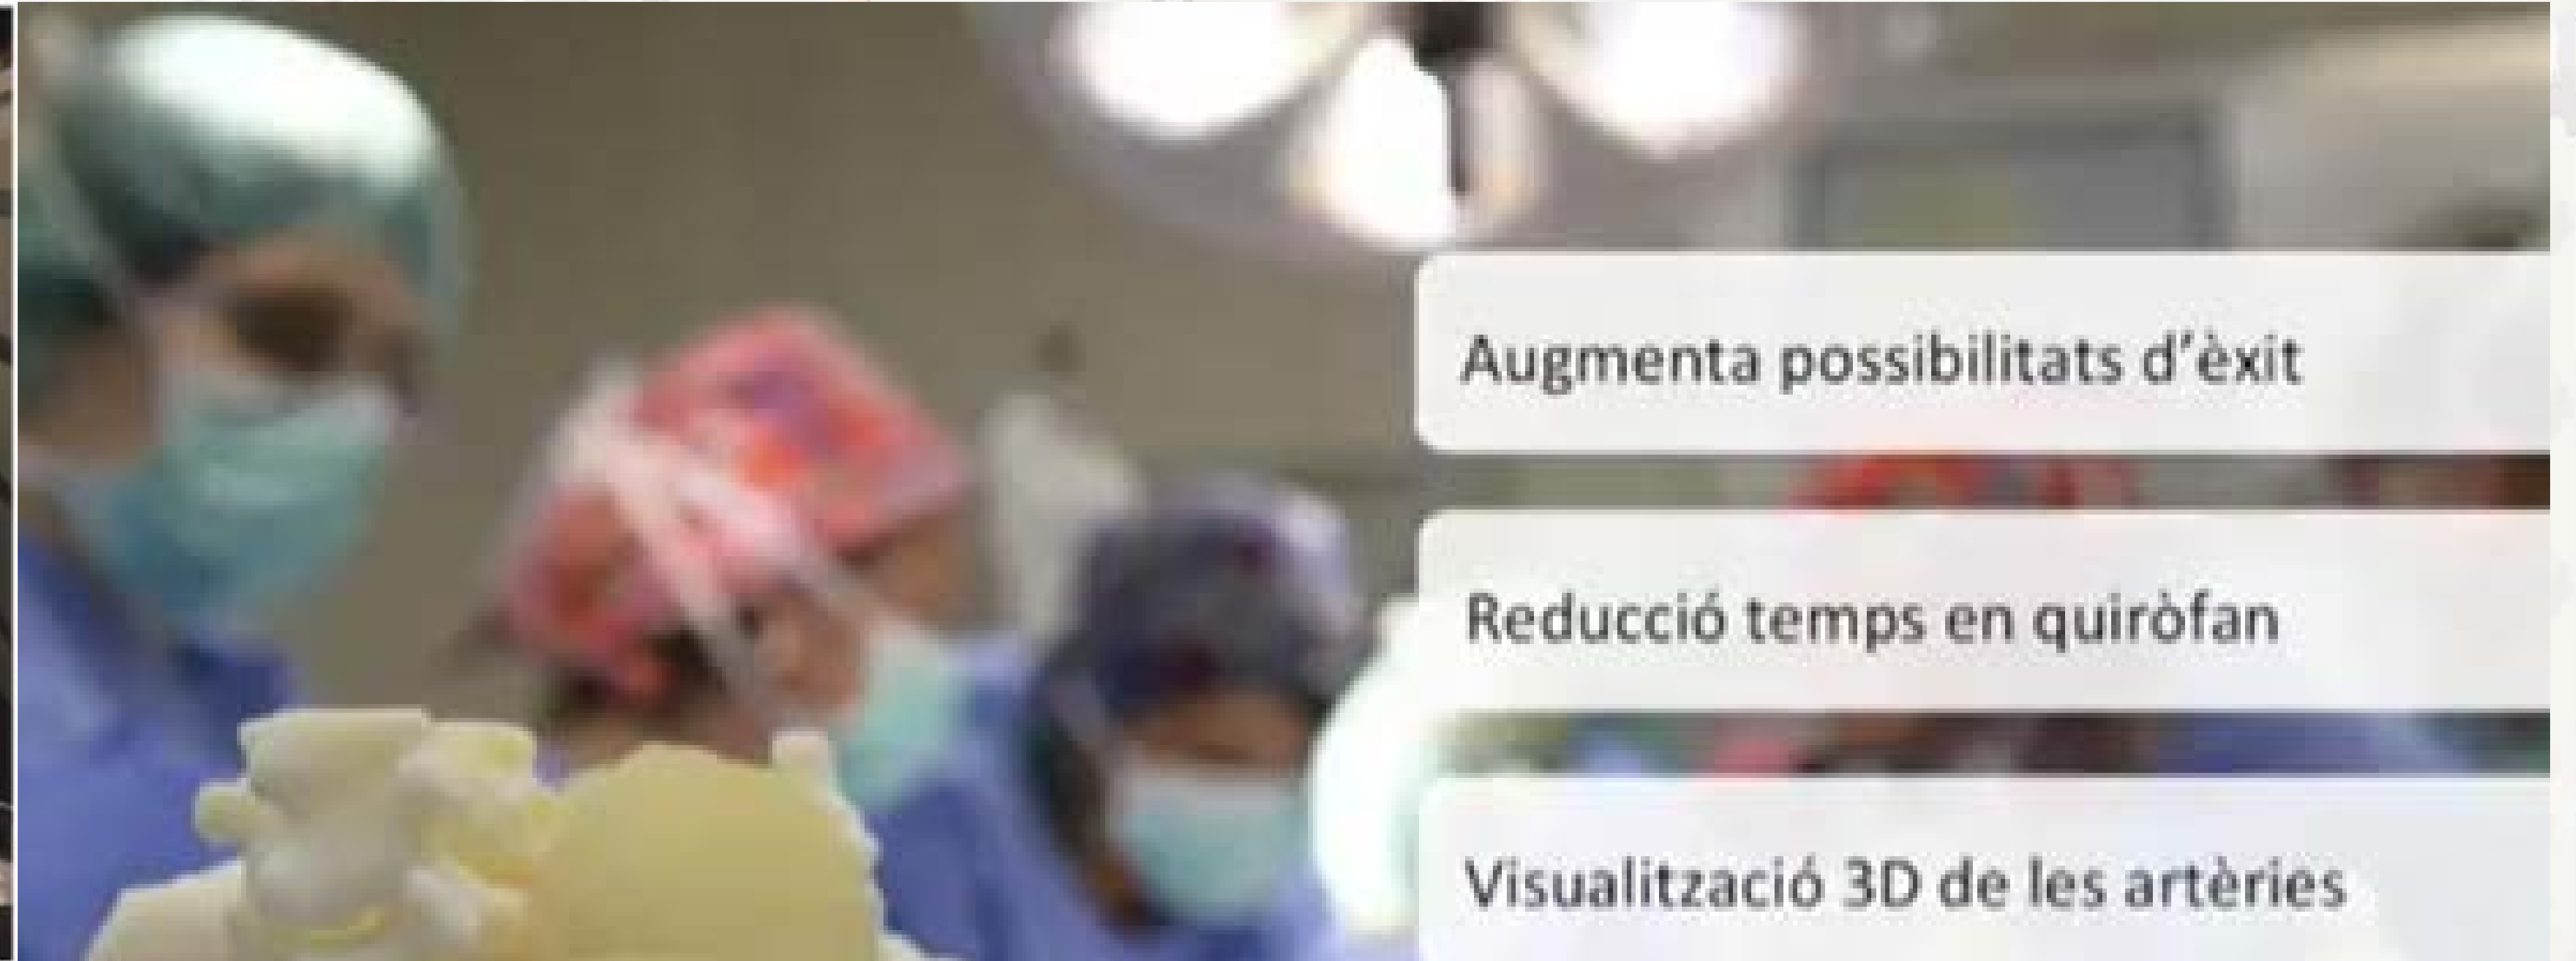 Augmenta possibilitats d’èxit
Reducció temps en quiròfan
Visualització 3D de les artèries